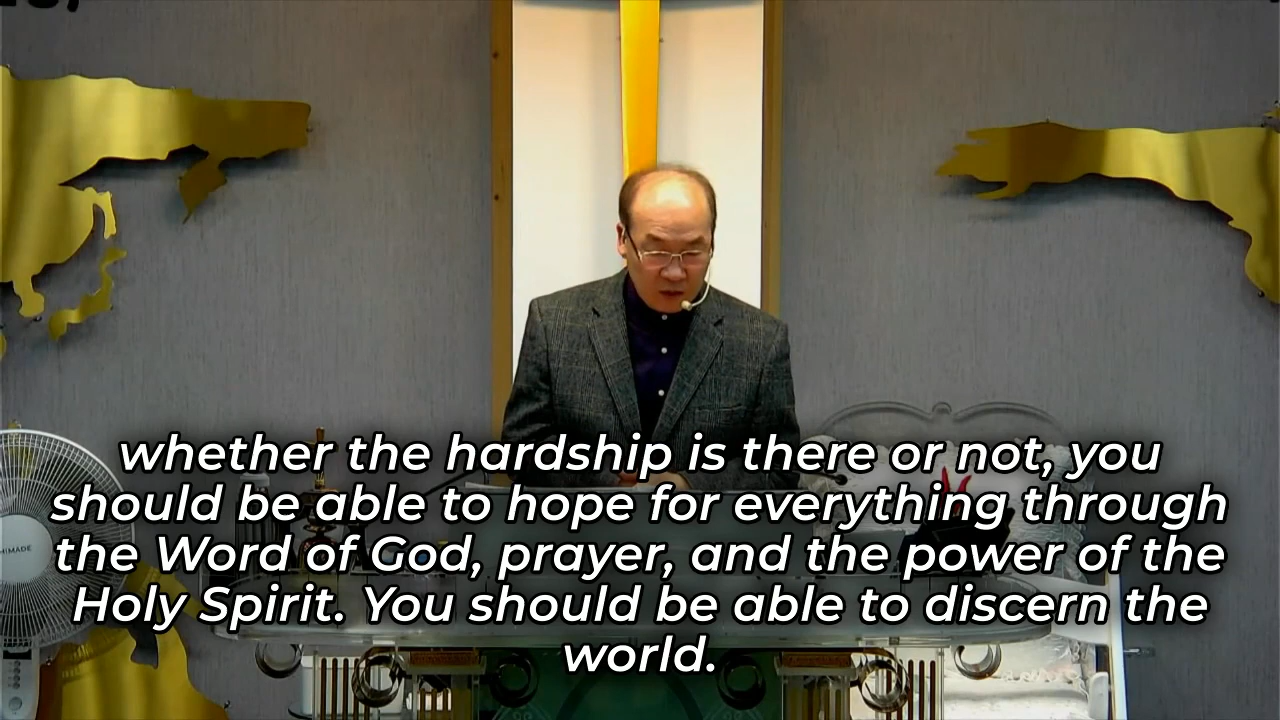 whether the hardship is there or not, you
should be able to hope for everything through
the Word of God, prayer, and the power of the
Holy Spirit. You should be able to discern the
world.